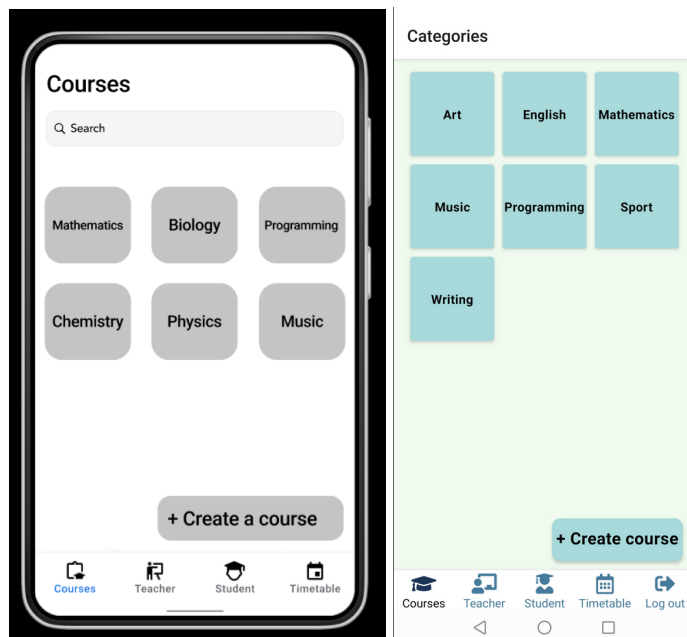 Courses
Search
Mathematics Biology Programming
Chemistry Physics Music
+ Create a course
Courses Teacher Student Timetable
Categories
Art English Mathematics
Music Programming Sport
Writing
+ Create course
Courses Teacher Student Timetable Log out